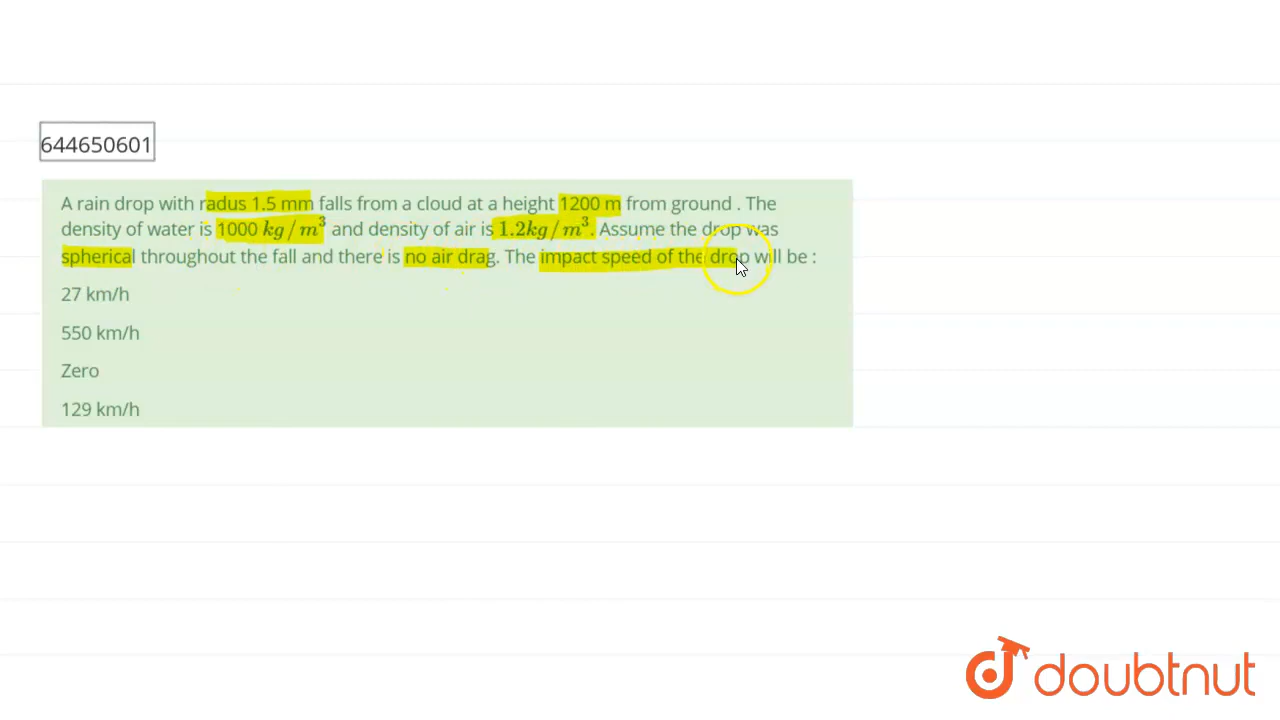 644650601
A rain drop with radus 1.5 mm falls from a cloud at a height 1200 m from ground . The
density of water is 1000 kg/m³ and density of air is 1.2kg/m³. Assume the drop was
spherical throughout the fall and there is no air drag. The impact speed of the drop will be :
27 km/h
550 km/h
Zero
129 km/h
doubtnut